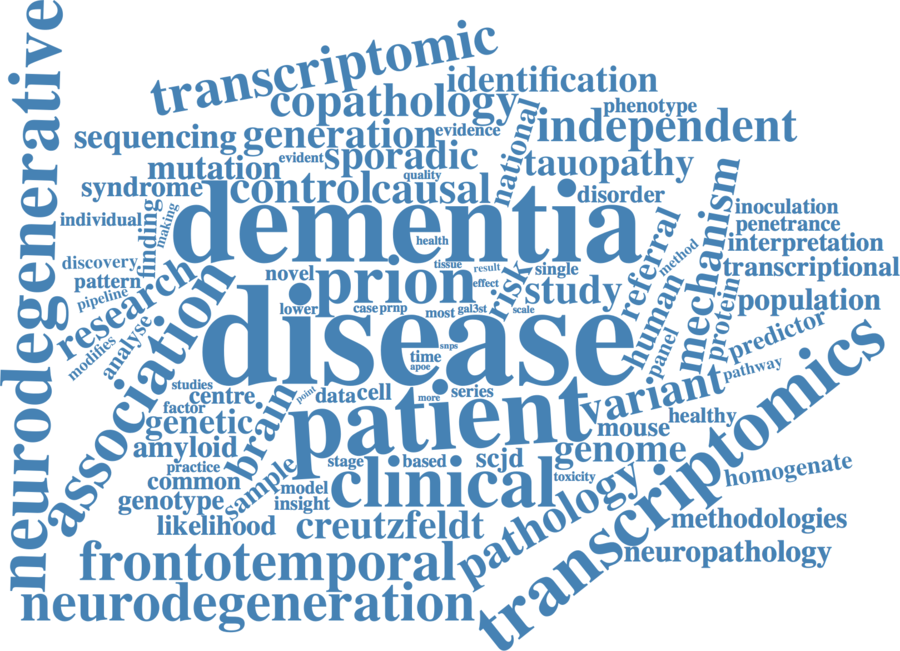 neurodegenerative
transcriptomic
identification
copathology
phenotype
sequencing
generation
evidence
national
independent
mutation
evident
sporadic
quality
tauopathy
syndrome
control
causal
disorder
individual
finding
making
dementia
health
referral
method
mechanism
inoculation
penetrance
interpretation
discovery
pattern
pipeline
research
novel
prion
tissue
result
effect
risk
single
study
human
transcriptional
protein
population
modifies
analyse
association
lower
case
prnp
most
gal3st
scale
disease
snps
time
apoe
panel
predictor
pathway
studies
centre
factor
genetic
brain
point
data
cell
more
series
patient
variant
healthy
mouse
amyloid
practice
common
genotype
sample
stage
based
scjd
genome
model
insight
clinical
toxicity
homogenate
likelihood
creutzfeldt
pathology
transcriptomics
methodologies
neuropathology
frontotemporal
neurodegeneration